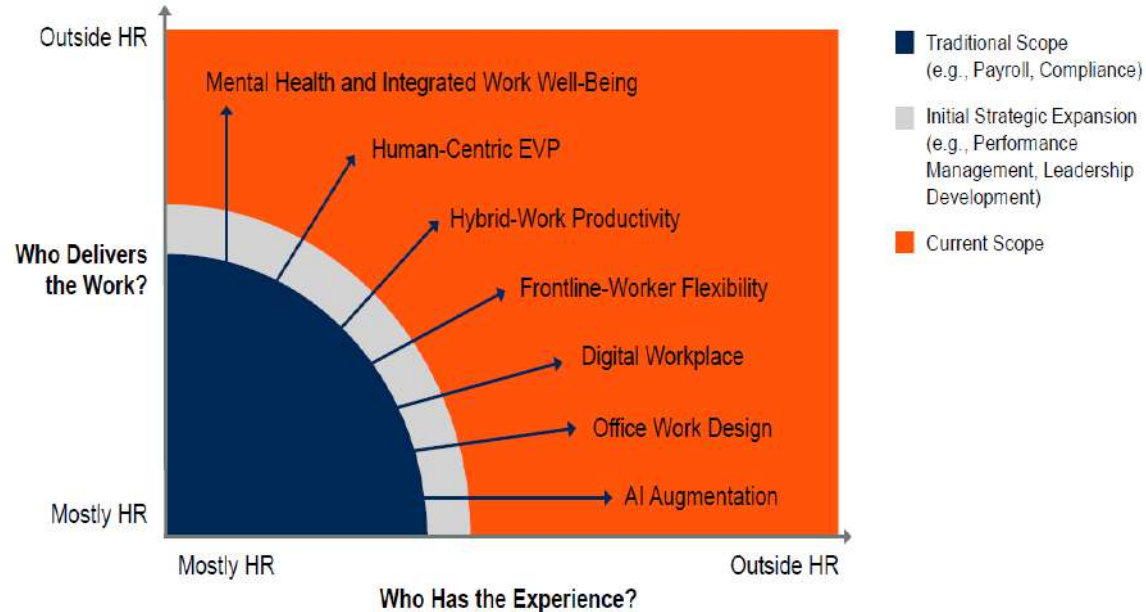 Outside HR
Mental Health and Integrated Work Well-Being
Human-Centric EVP
Hybrid-Work Productivity
Who Delivers
the Work?
Frontline-Worker Flexibility
Digital Workplace
Office Work Design
AI Augmentation
Mostly HR
Mostly HR
Outside HR
Who Has the Experience?
Traditional Scope
(e.g., Payroll, Compliance)
Initial Strategic Expansion
(e.g., Performance
Management, Leadership
Development)
Current Scope